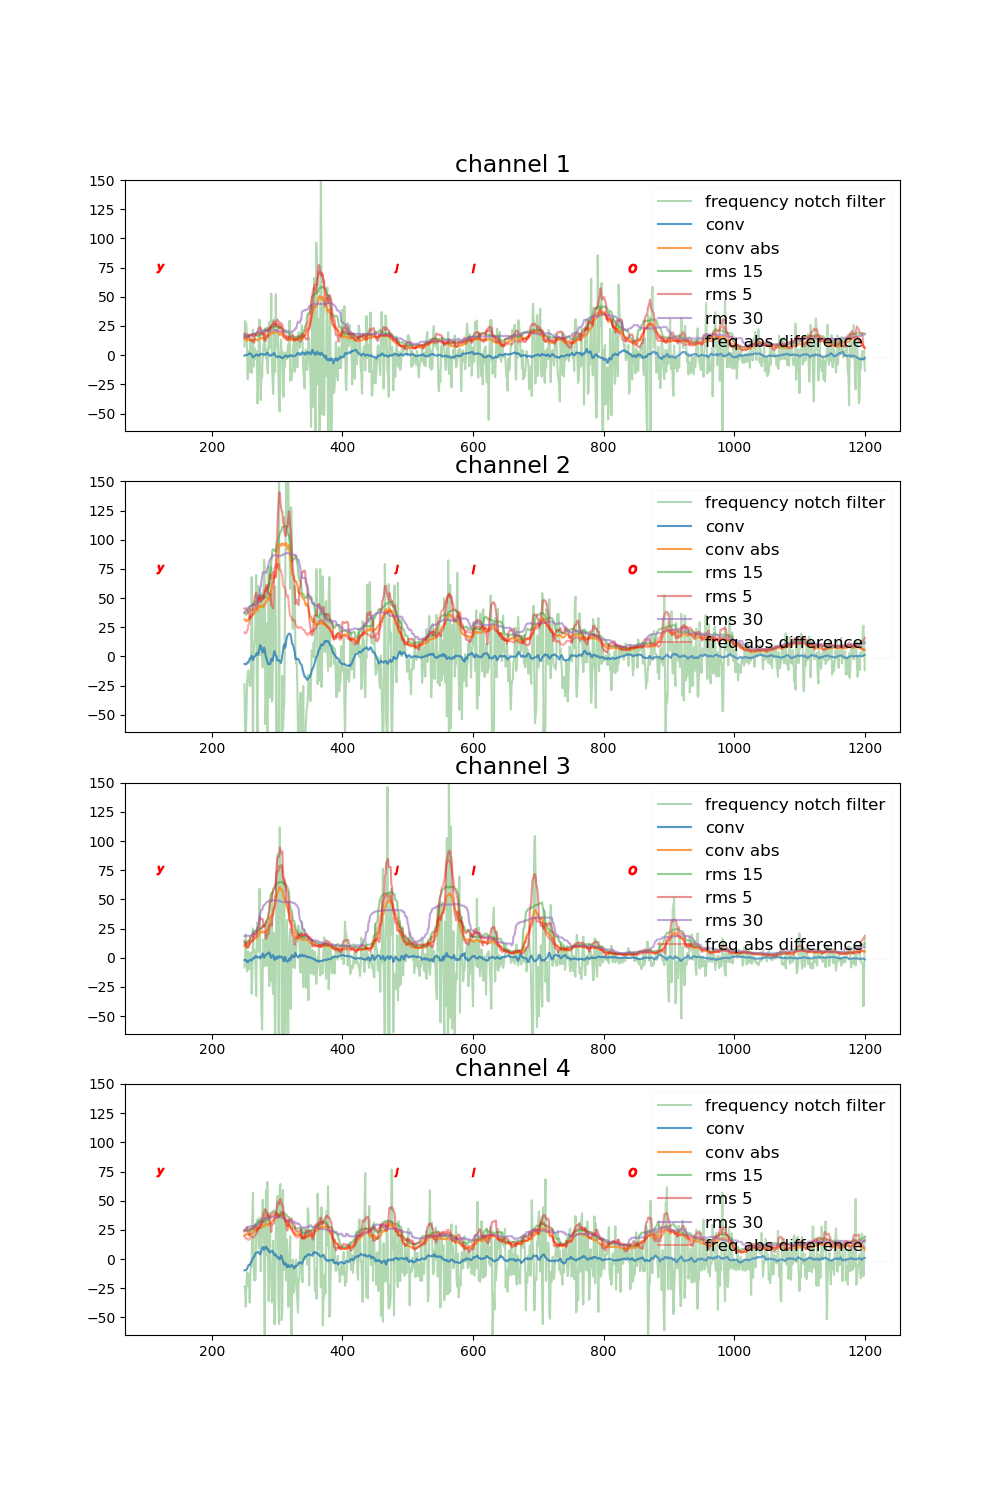 channel 1
150
125
100
75
50
25
0
−25
−50
y J I O
frequency notch filter
conv
conv abs
rms 15
rms 5
rms 30
freq abs difference
200 400 600 800 1000 1200
channel 2
150
125
100
75
50
25
0
−25
−50
y J I O
frequency notch filter
conv
conv abs
rms 15
rms 5
rms 30
freq abs difference
200 400 600 800 1000 1200
channel 3
150
125
100
75
50
25
0
−25
−50
y J I O
frequency notch filter
conv
conv abs
rms 15
rms 5
rms 30
freq abs difference
200 400 600 800 1000 1200
channel 4
150
125
100
75
50
25
0
−25
−50
y J I O
frequency notch filter
conv
conv abs
rms 15
rms 5
rms 30
freq abs difference
200 400 600 800 1000 1200